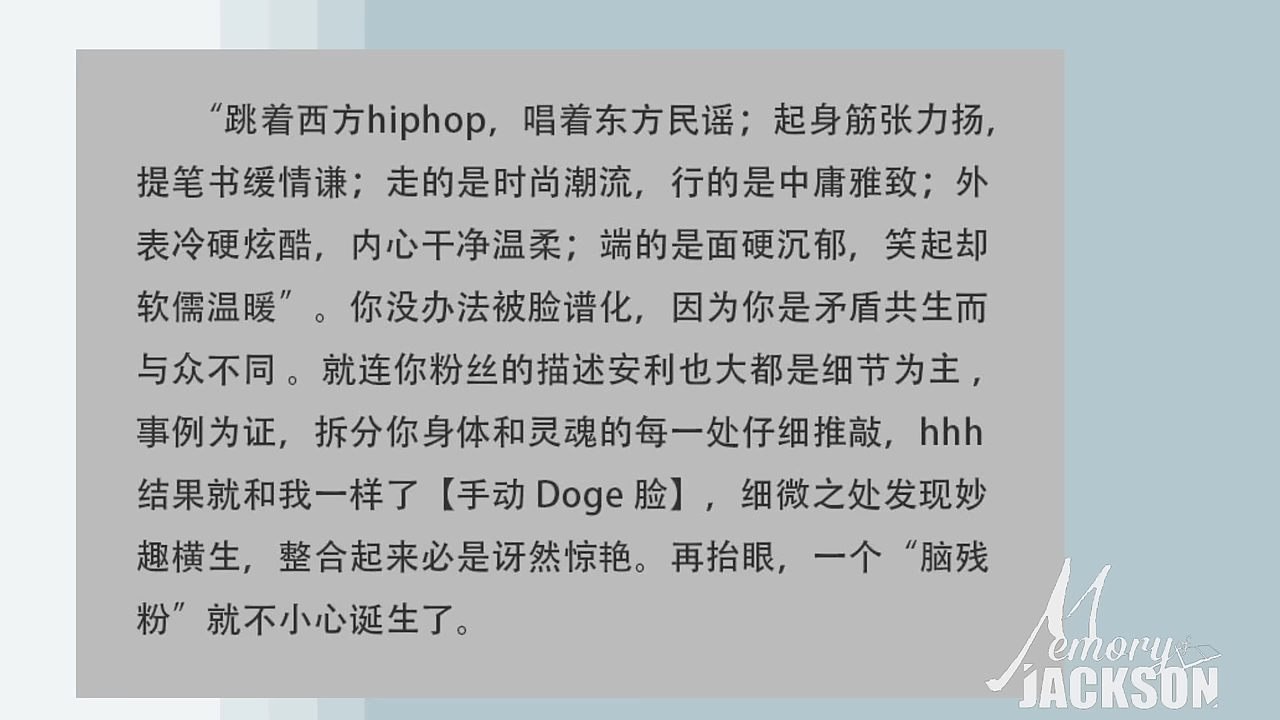 “跳着西方hiphop，唱着东方民谣；起身筋张力扬，
提笔书缓情谦；走的是时尚潮流，行的是中庸雅致；外
表冷硬炫酷，内心干净温柔；端的是面硬沉郁，笑起却
软儒温暖”。你没办法被脸谱化，因为你是矛盾共生而
与众不同。就连你粉丝的描述安利也大都是细节为主，
事例为证，拆分你身体和灵魂的每一处仔细推敲，hhh
结果就和我一样了【手动 Doge 脸】，细微之处发现妙
趣横生，整合起来必是讶然惊艳。再抬眼，一个“脑残
粉”就不小心诞生了。
Memory of
JACKSON